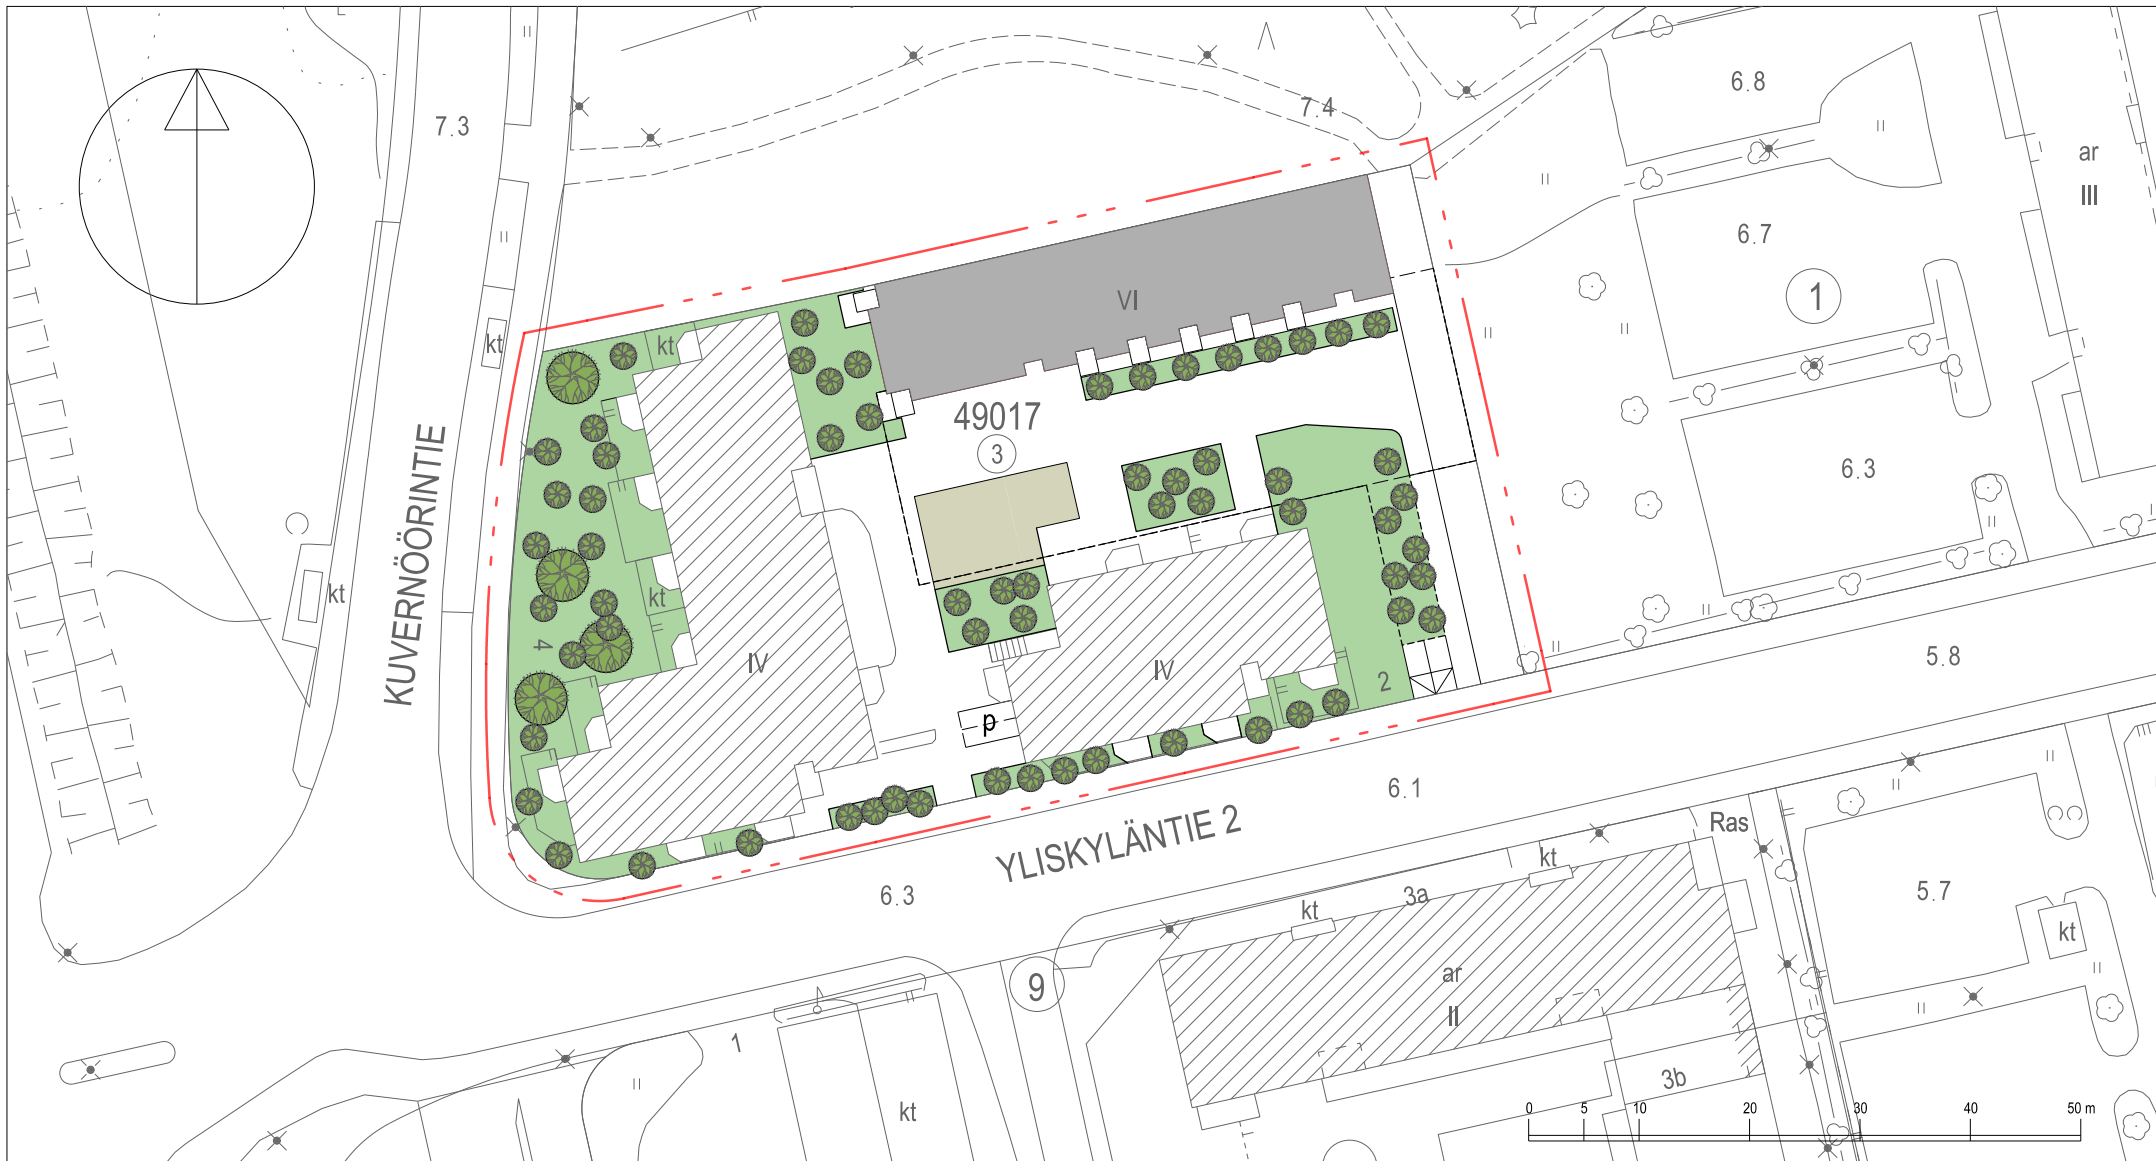 7.3
7.4
6.8
ar
III
6.7
1
kt
kt
VI
49017
3
6.3
KUVERNÖÖRINTIE
kt
kt
4
IV
IV
2
5.8
p
6.1
YLISKYLÄNTIE 2
6.3
Ras
kt
3a
kt
5.7
kt
9
ar
II
1
kt
3b
0 5 10 20 30 40 50 m